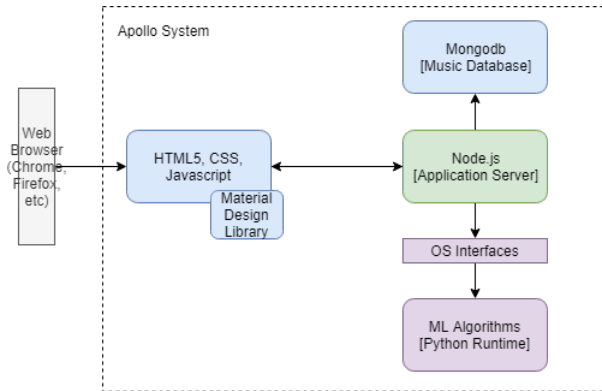 Apollo System
Mongodb
[Music Database]
Web
Browser
(Chrome,
Firefox,
etc)
HTML5, CSS,
Javascript
Material
Design
Library
Node.js
[Application Server]
OS Interfaces
ML Algorithms
[Python Runtime]